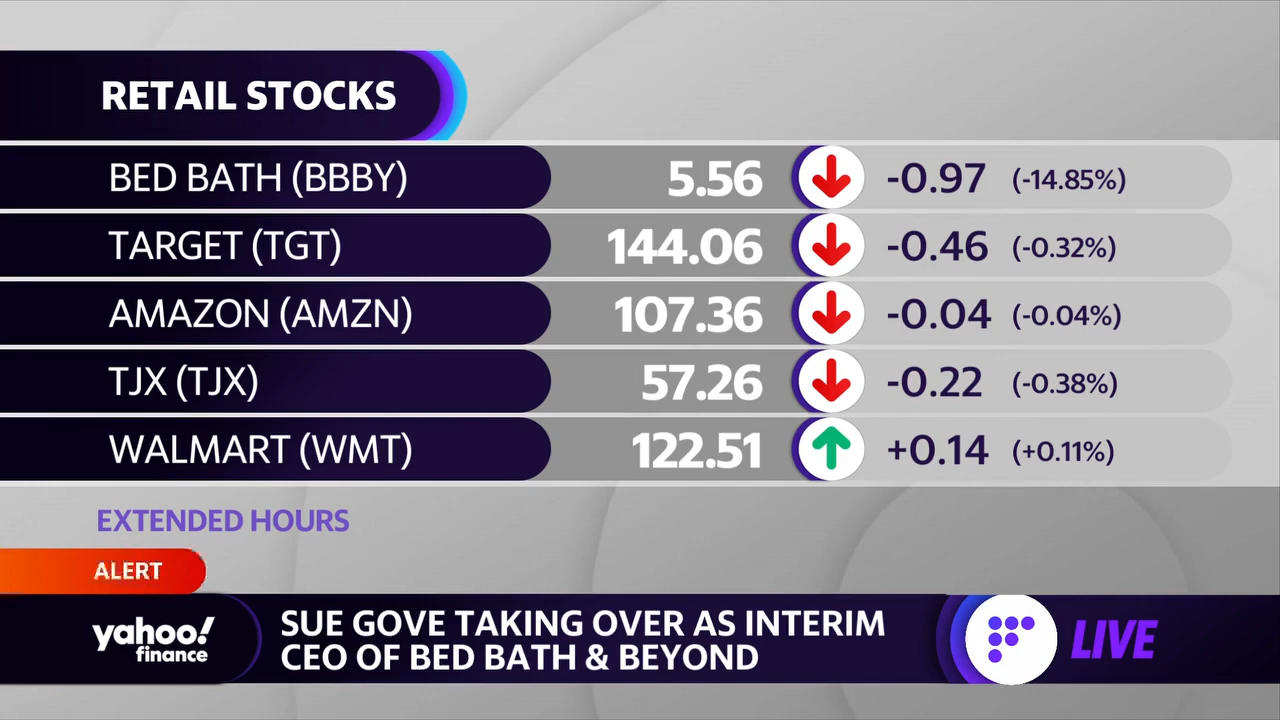 RETAIL STOCKS
BED BATH (BBBY) 5.56 -0.97 (-14.85%)
TARGET (TGT) 144.06 -0.46 (-0.32%)
AMAZON (AMZN) 107.36 -0.04 (-0.04%)
TJX (TJX) 57.26 -0.22 (-0.38%)
WALMART (WMT) 122.51 +0.14 (+0.11%)
EXTENDED HOURS
ALERT
yahoo!
finance
SUE GOVE TAKING OVER AS INTERIM
CEO OF BED BATH & BEYOND
LIVE